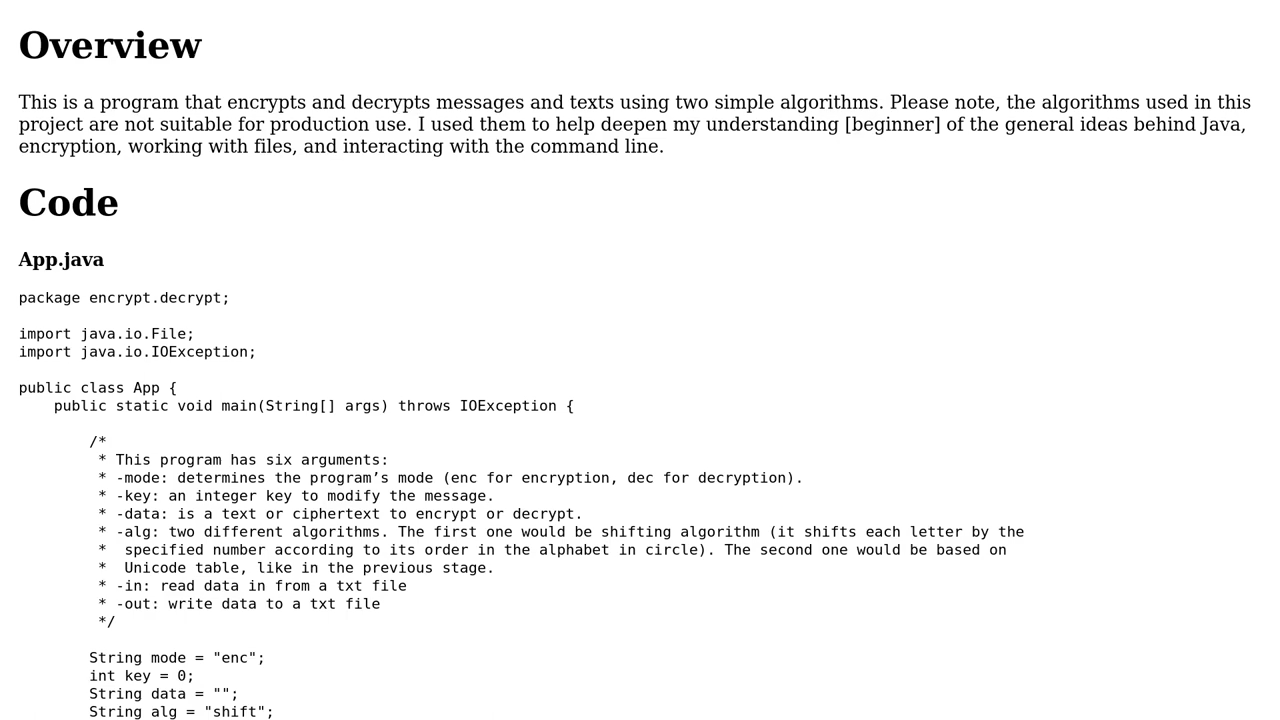 Overview
This is a program that encrypts and decrypts messages and texts using two simple algorithms. Please note, the algorithms used in this
project are not suitable for production use. I used them to help deepen my understanding [beginner] of the general ideas behind Java,
encryption, working with files, and interacting with the command line.
Code
App.java
package encrypt.decrypt;
import java.io.File;
import java.io.IOException;
public class App {
    public static void main(String[] args) throws IOException {
        /*
         * This program has six arguments:
         * -mode: determines the program’s mode (enc for encryption, dec for decryption).
         * -key: an integer key to modify the message.
         * -data: is a text or ciphertext to encrypt or decrypt.
         * -alg: two different algorithms. The first one would be shifting algorithm (it shifts each letter by the
         *  specified number according to its order in the alphabet in circle). The second one would be based on
         *  Unicode table, like in the previous stage.
         * -in: read data in from a txt file
         * -out: write data to a txt file
         */
        String mode = "enc";
        int key = 0;
        String data = "";
        String alg = "shift";